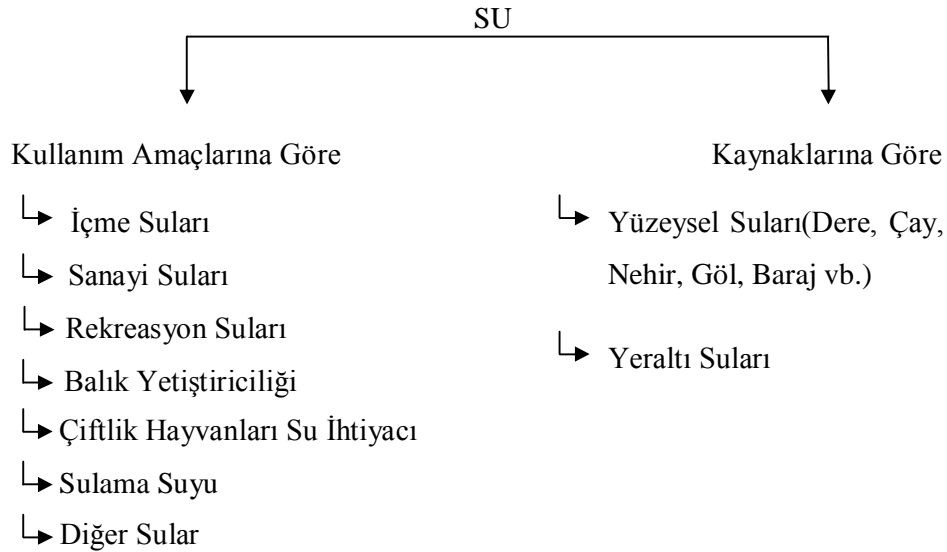 SU
Kullanım Amaçlarına Göre
İçme Suları
Sanayi Suları
Rekreasyon Suları
Balık Yetiştiriciliği
Çiftlik Hayvanları Su İhtiyacı
Sulama Suyu
Diğer Sular
Kaynaklarına Göre
Yüzeysel Suları(Dere, Çay,
Nehir, Göl, Baraj vb.)
Yeraltı Suları